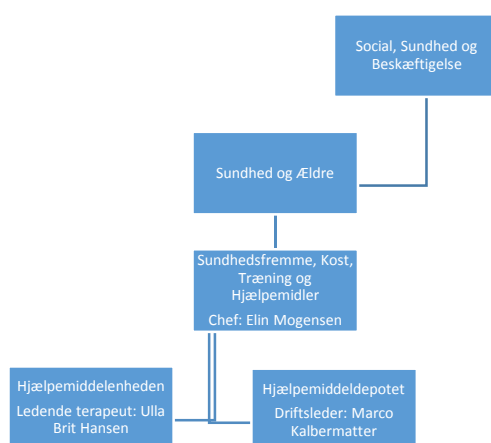 Social, Sundhed og
Beskæftigelse
Sundhed og Ældre
Sundhedsfremme, Kost,
Træning og
Hjælpemidler
Chef: Elin Mogensen
Hjælpemiddelenheden
Ledende terapeut: Ulla
Brit Hansen
Hjælpemiddeldepotet
Driftsleder: Marco
Kalbermatter